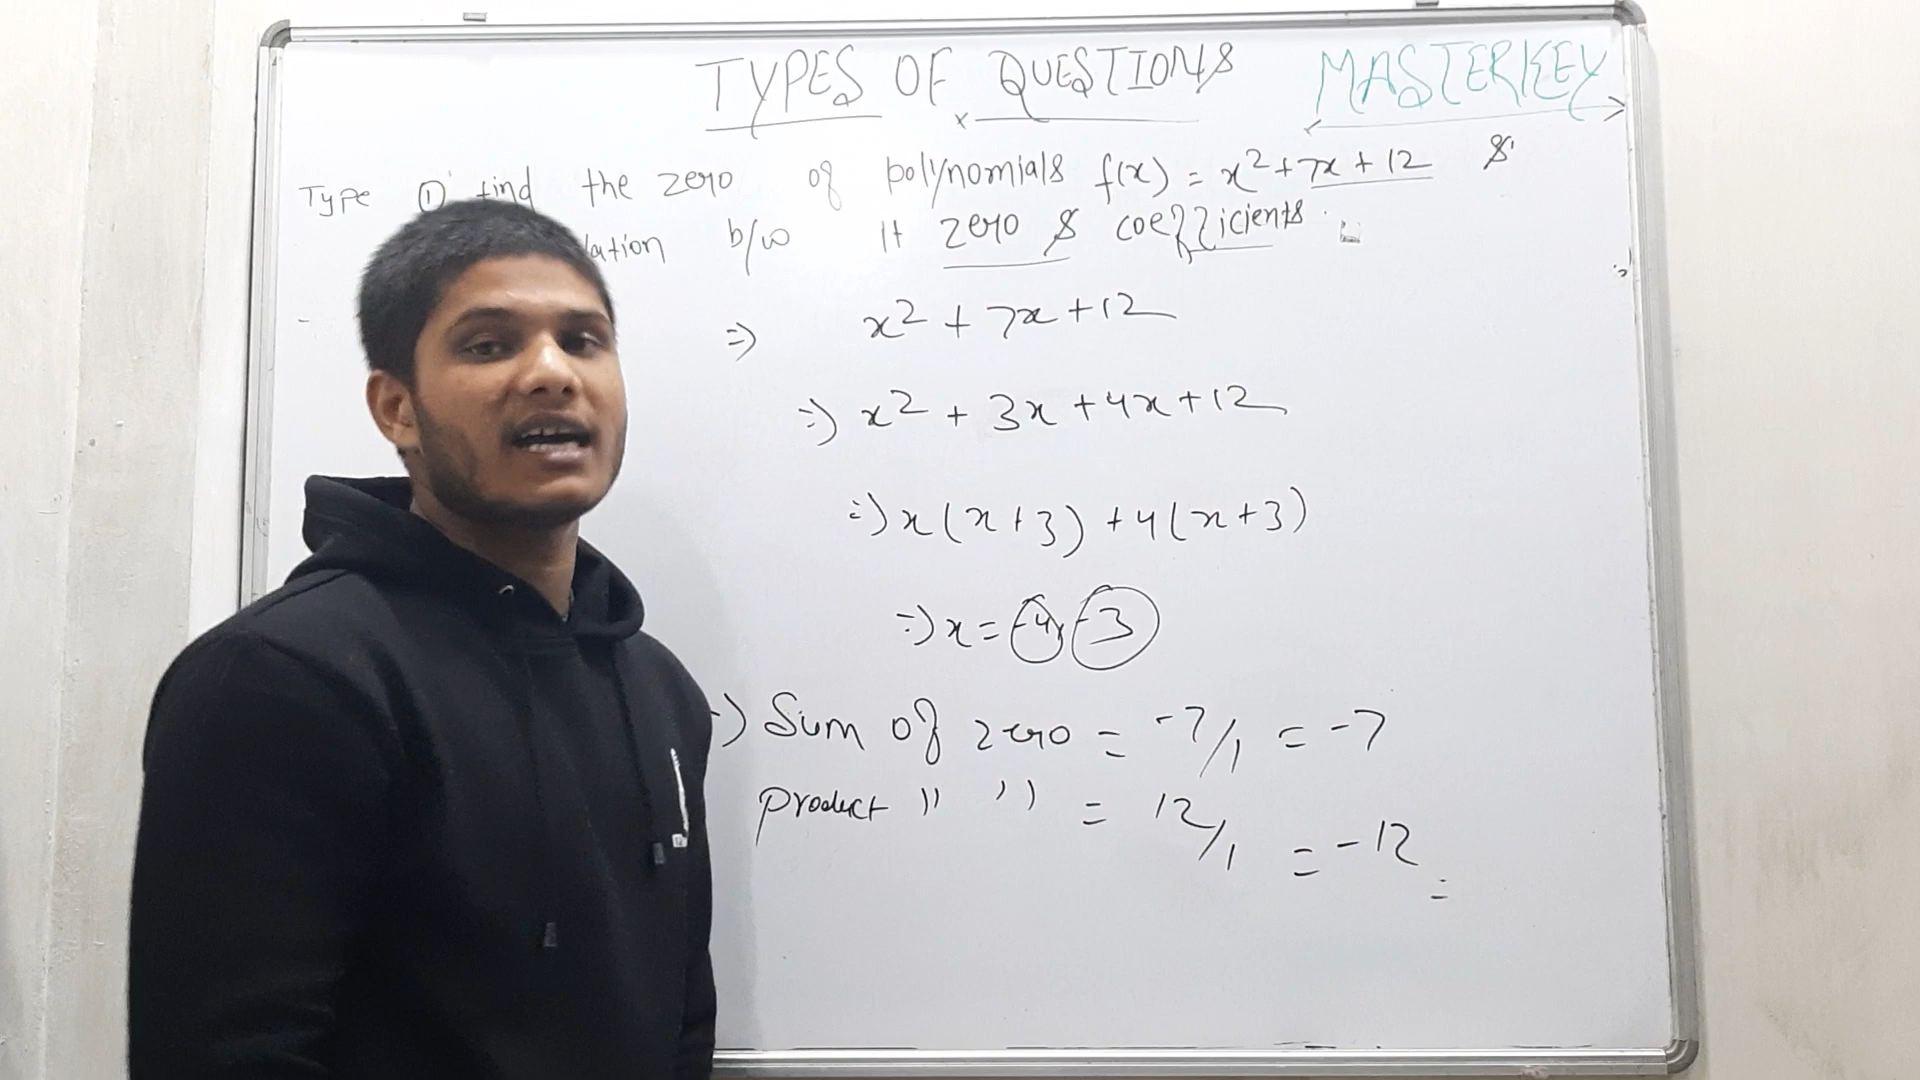 TYPES OF QUESTIONS MASTERKEY
Type ① find the zero of polynomials f(x) = x² + 7x + 12 &
lation b/w it zero & coefficients.
⇒ x² + 7x + 12
⇒ x² + 3x + 4x + 12
⇒ x(x+3) + 4(x+3)
⇒ x = -4, -3
⇒ Sum of zero = -7/1 = -7
product " " = 12/1 = -12